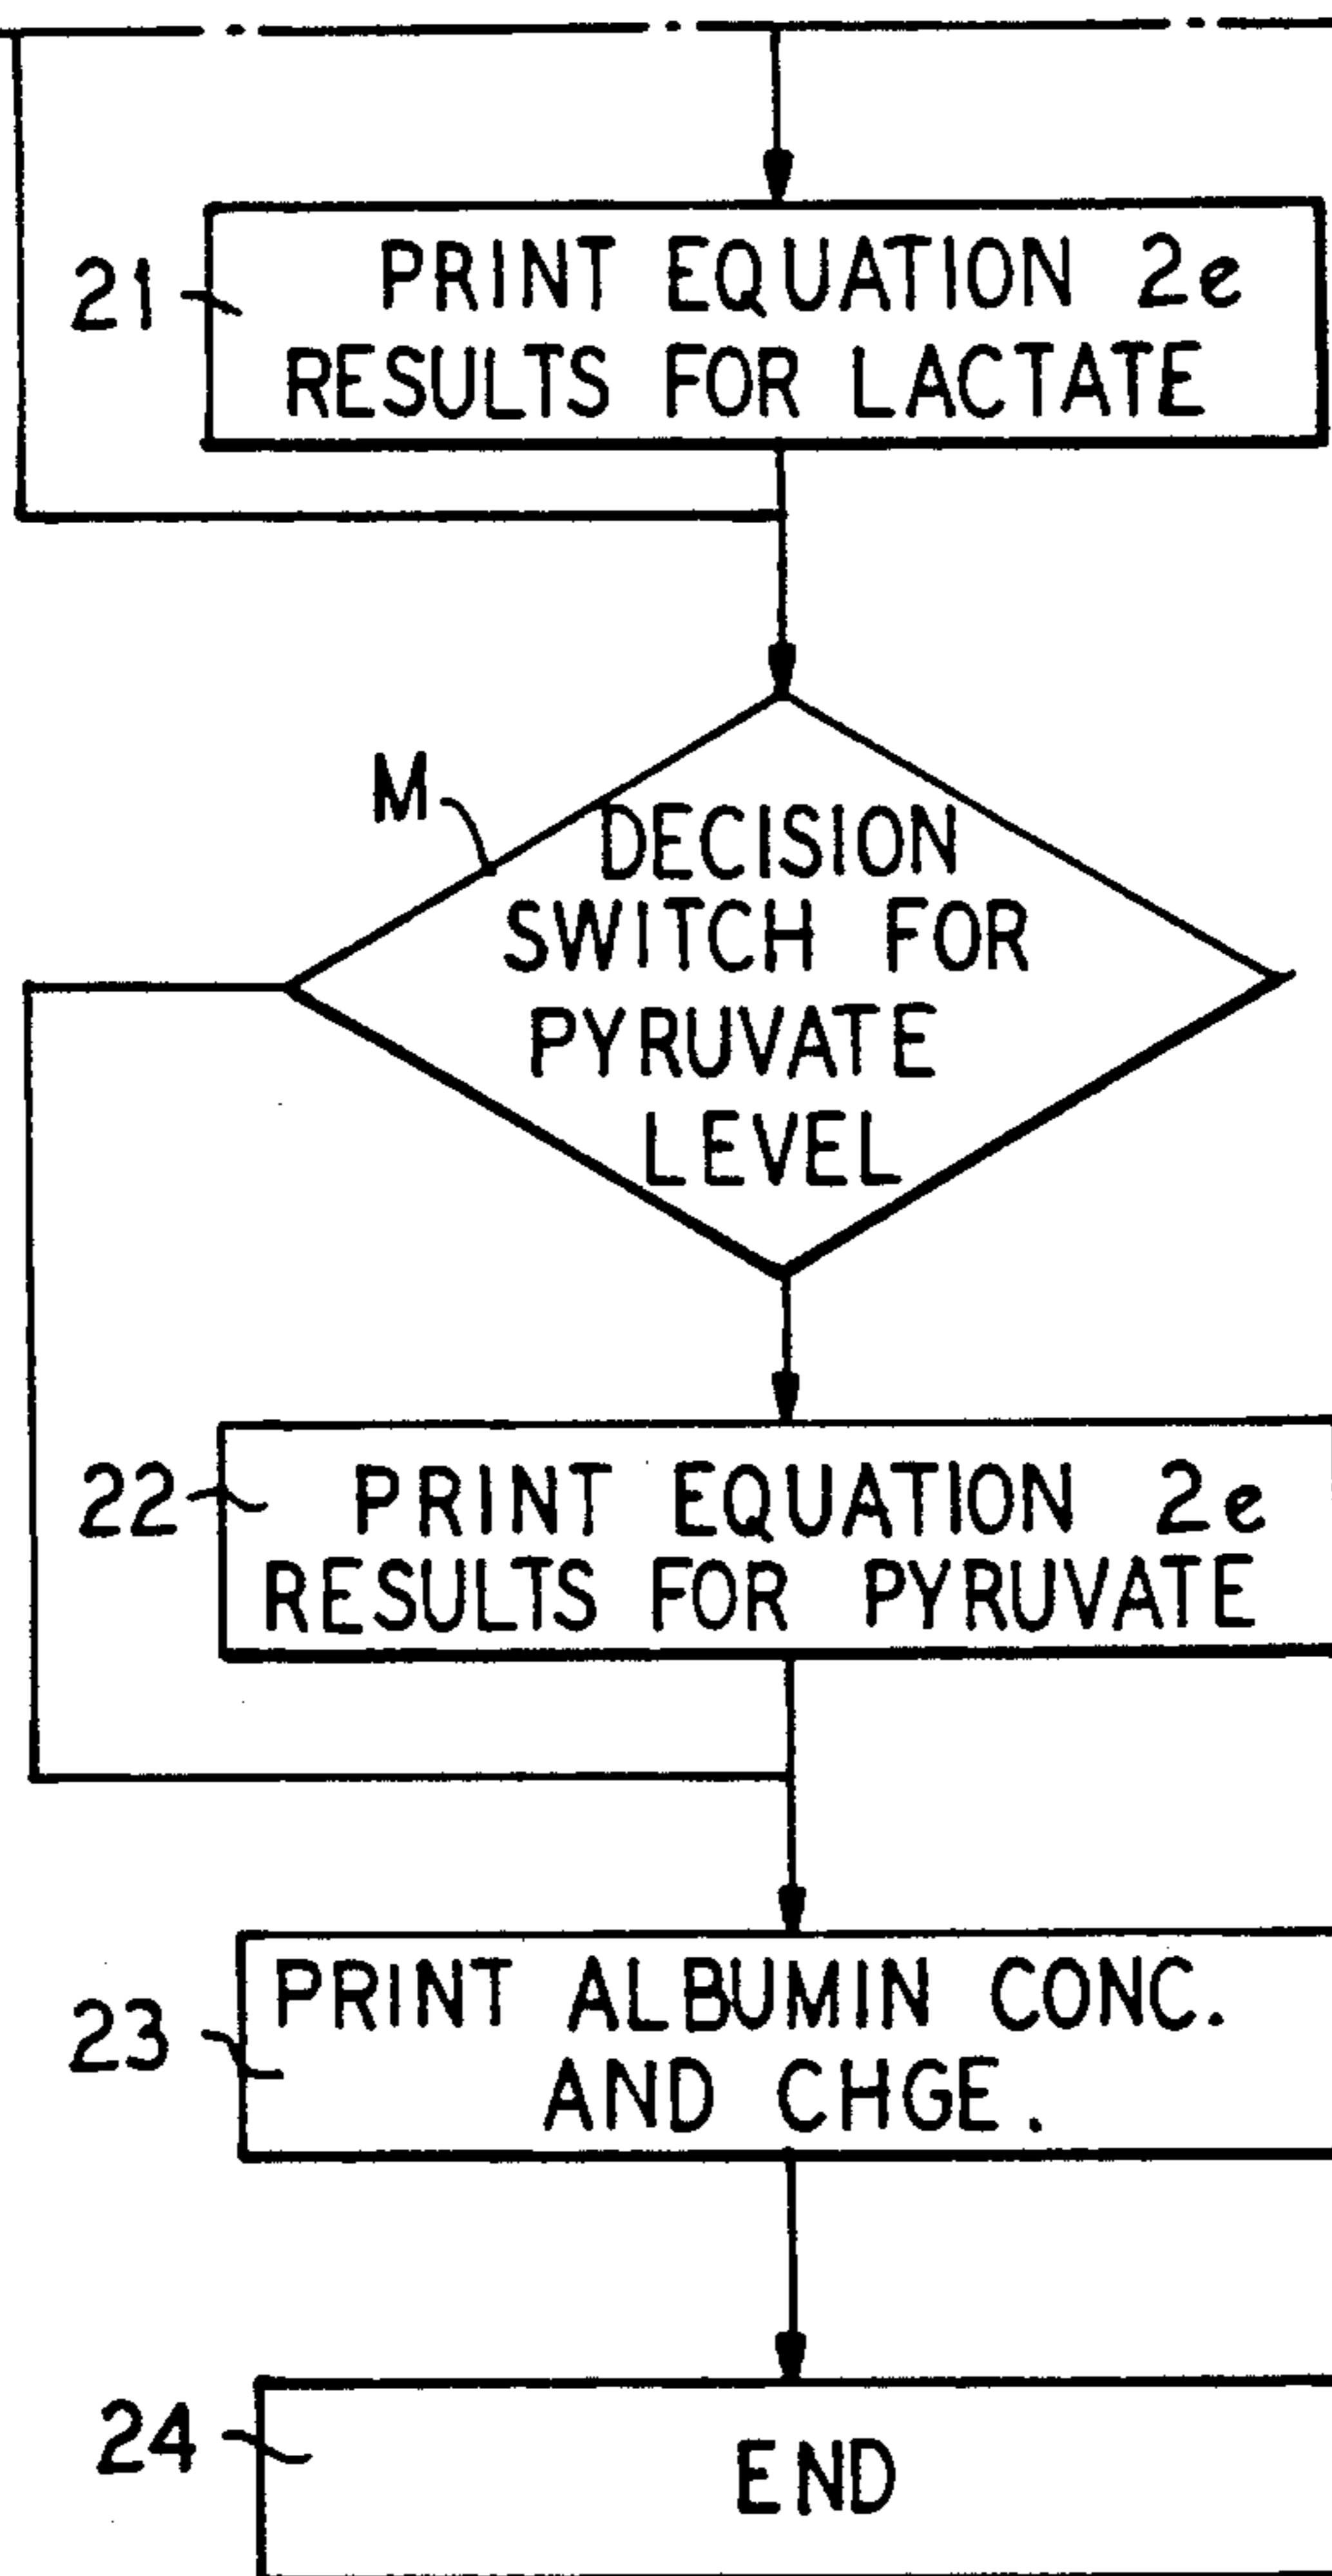 21
PRINT EQUATION 2e
RESULTS FOR LACTATE
M
DECISION
SWITCH FOR
PYRUVATE
LEVEL
22
PRINT EQUATION 2e
RESULTS FOR PYRUVATE
23
PRINT ALBUMIN CONC.
AND CHGE.
24
END